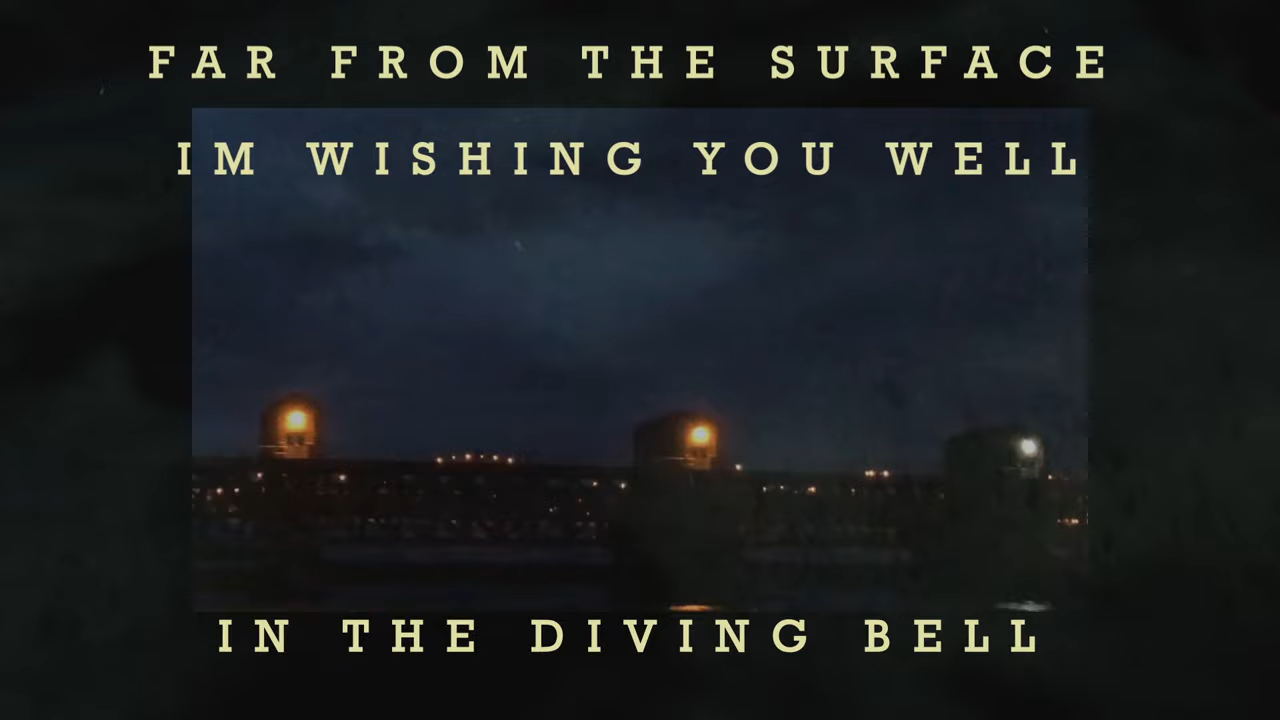 FAR FROM THE SURFACE
IM WISHING YOU WELL
IN THE DIVING BELL